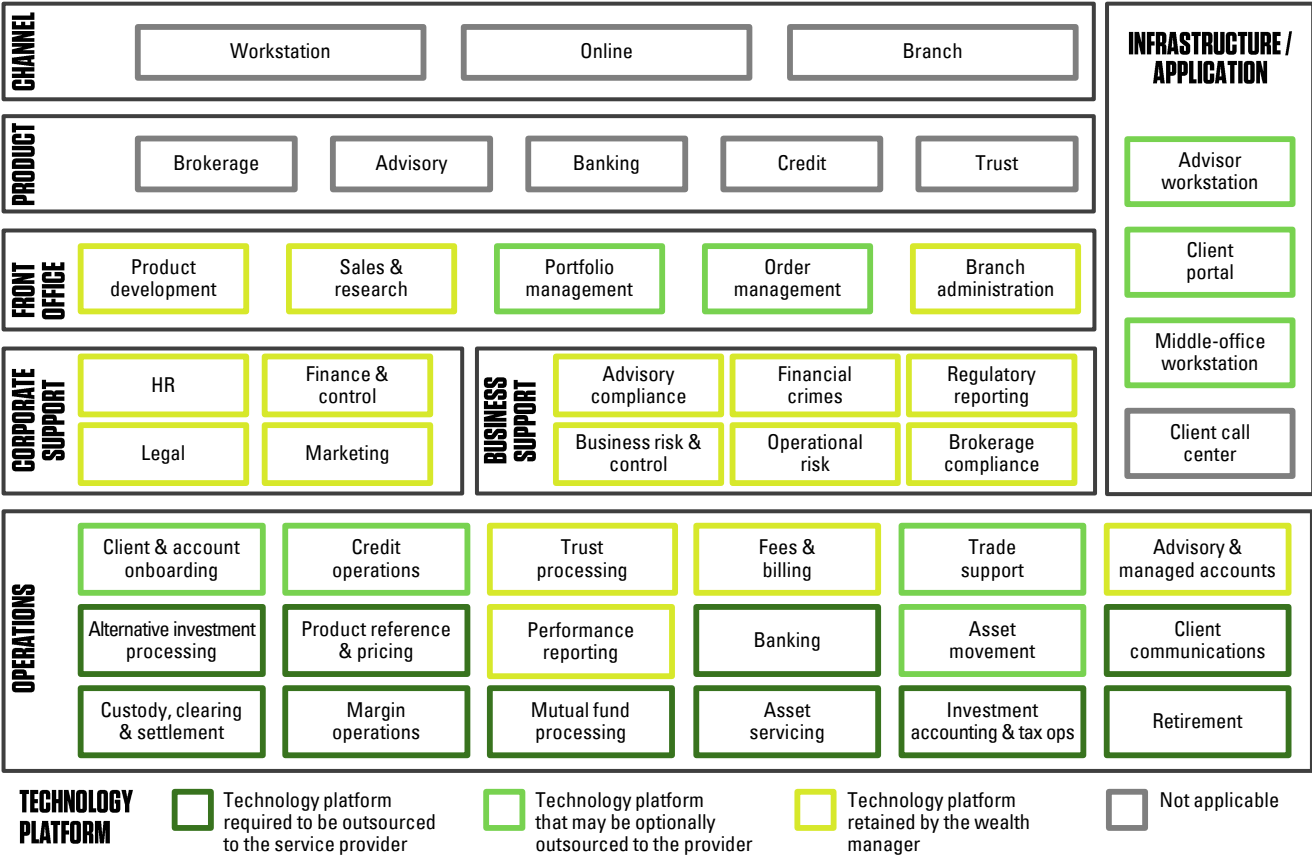 CHANNEL
Workstation
Online
Branch
PRODUCT
Brokerage
Advisory
Banking
Credit
Trust
FRONT
OFFICE
Product
development
Sales &
research
Portfolio
management
Order
management
Branch
administration
CORPORATE
SUPPORT
HR
Finance &
control
Legal
Marketing
BUSINESS
SUPPORT
Advisory
compliance
Financial
crimes
Regulatory
reporting
Business risk &
control
Operational
risk
Brokerage
compliance
INFRASTRUCTURE /
APPLICATION
Advisor
workstation
Client
portal
Middle-office
workstation
Client call
center
OPERATIONS
Client & account
onboarding
Credit
operations
Trust
processing
Fees &
billing
Trade
support
Advisory &
managed accounts
Alternative investment
processing
Product reference
& pricing
Performance
reporting
Banking
Asset
movement
Client
communications
Custody, clearing
& settlement
Margin
operations
Mutual fund
processing
Asset
servicing
Investment
accounting & tax ops
Retirement
TECHNOLOGY
PLATFORM
Technology platform
required to be outsourced
to the service provider
Technology platform
that may be optionally
outsourced to the provider
Technology platform
retained by the wealth
manager
Not applicable